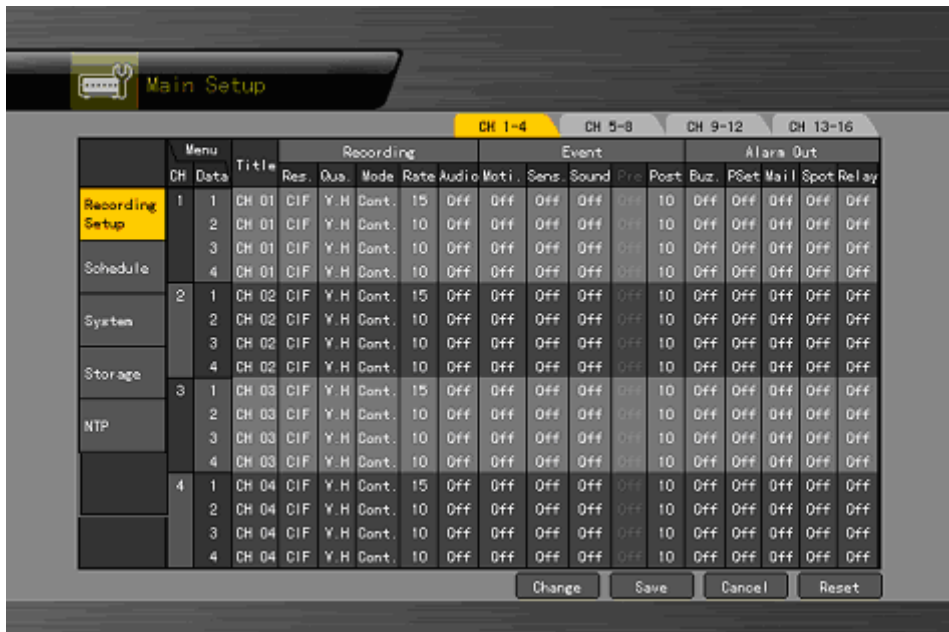 Main Setup
CH 1-4 CH 5-8 CH 9-12 CH 13-16
Menu Title Recording Event Alarm Out
CH Data Res. Qua. Mode Rate Audio Moti. Sens. Sound Pre Post Buz. PSet Mail Spot Relay
Recording Setup
Schedule
System
Storage
NTP
1 1 CH 01 CIF V.H Cont. 15 Off Off Off Off Off 10 Off Off Off Off Off
2 CH 01 CIF V.H Cont. 10 Off Off Off Off Off 10 Off Off Off Off Off
3 CH 01 CIF V.H Cont. 10 Off Off Off Off Off 10 Off Off Off Off Off
4 CH 01 CIF V.H Cont. 10 Off Off Off Off Off 10 Off Off Off Off Off
2 1 CH 02 CIF V.H Cont. 15 Off Off Off Off Off 10 Off Off Off Off Off
2 CH 02 CIF V.H Cont. 10 Off Off Off Off Off 10 Off Off Off Off Off
3 CH 02 CIF V.H Cont. 10 Off Off Off Off Off 10 Off Off Off Off Off
4 CH 02 CIF V.H Cont. 10 Off Off Off Off Off 10 Off Off Off Off Off
3 1 CH 03 CIF V.H Cont. 15 Off Off Off Off Off 10 Off Off Off Off Off
2 CH 03 CIF V.H Cont. 10 Off Off Off Off Off 10 Off Off Off Off Off
3 CH 03 CIF V.H Cont. 10 Off Off Off Off Off 10 Off Off Off Off Off
4 CH 03 CIF V.H Cont. 10 Off Off Off Off Off 10 Off Off Off Off Off
4 1 CH 04 CIF V.H Cont. 15 Off Off Off Off Off 10 Off Off Off Off Off
2 CH 04 CIF V.H Cont. 10 Off Off Off Off Off 10 Off Off Off Off Off
3 CH 04 CIF V.H Cont. 10 Off Off Off Off Off 10 Off Off Off Off Off
4 CH 04 CIF V.H Cont. 10 Off Off Off Off Off 10 Off Off Off Off Off
Change Save Cancel Reset